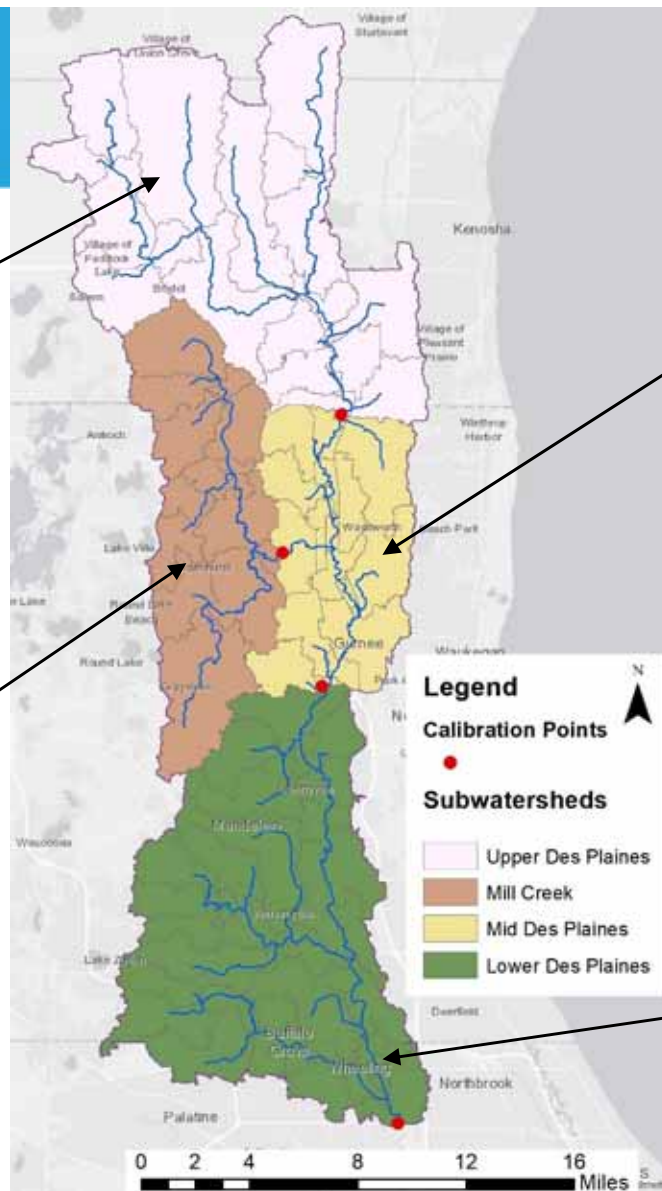 Village of
Sturtevant
Village of
Union Grove
Kenosha
Village of
Paddock
Lake
Salem
Bristol
Village of
Pleasant
Prairie
Antioch
Winthrop
Harbor
Wadsworth
Beach Park
Lake Villa
Lake
Beach
Round Lake
Gurnee
Waukegan
Legend
N
Calibration Points
Subwatersheds
Upper Des Plaines
Mill Creek
Mid Des Plaines
Lower Des Plaines
Mundelein
Wauconda
Deerfield
Buffalo
Grove
Wheeling
Northbrook
Palatine
0 2 4 8 12 16
Miles